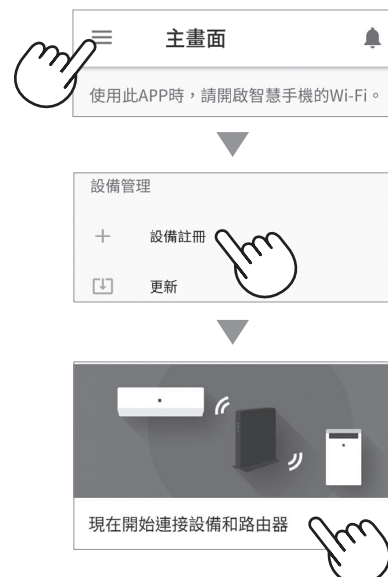 主畫面
使用此APP時，請開啟智慧手機的Wi-Fi。
設備管理
設備註冊
更新
現在開始連接設備和路由器